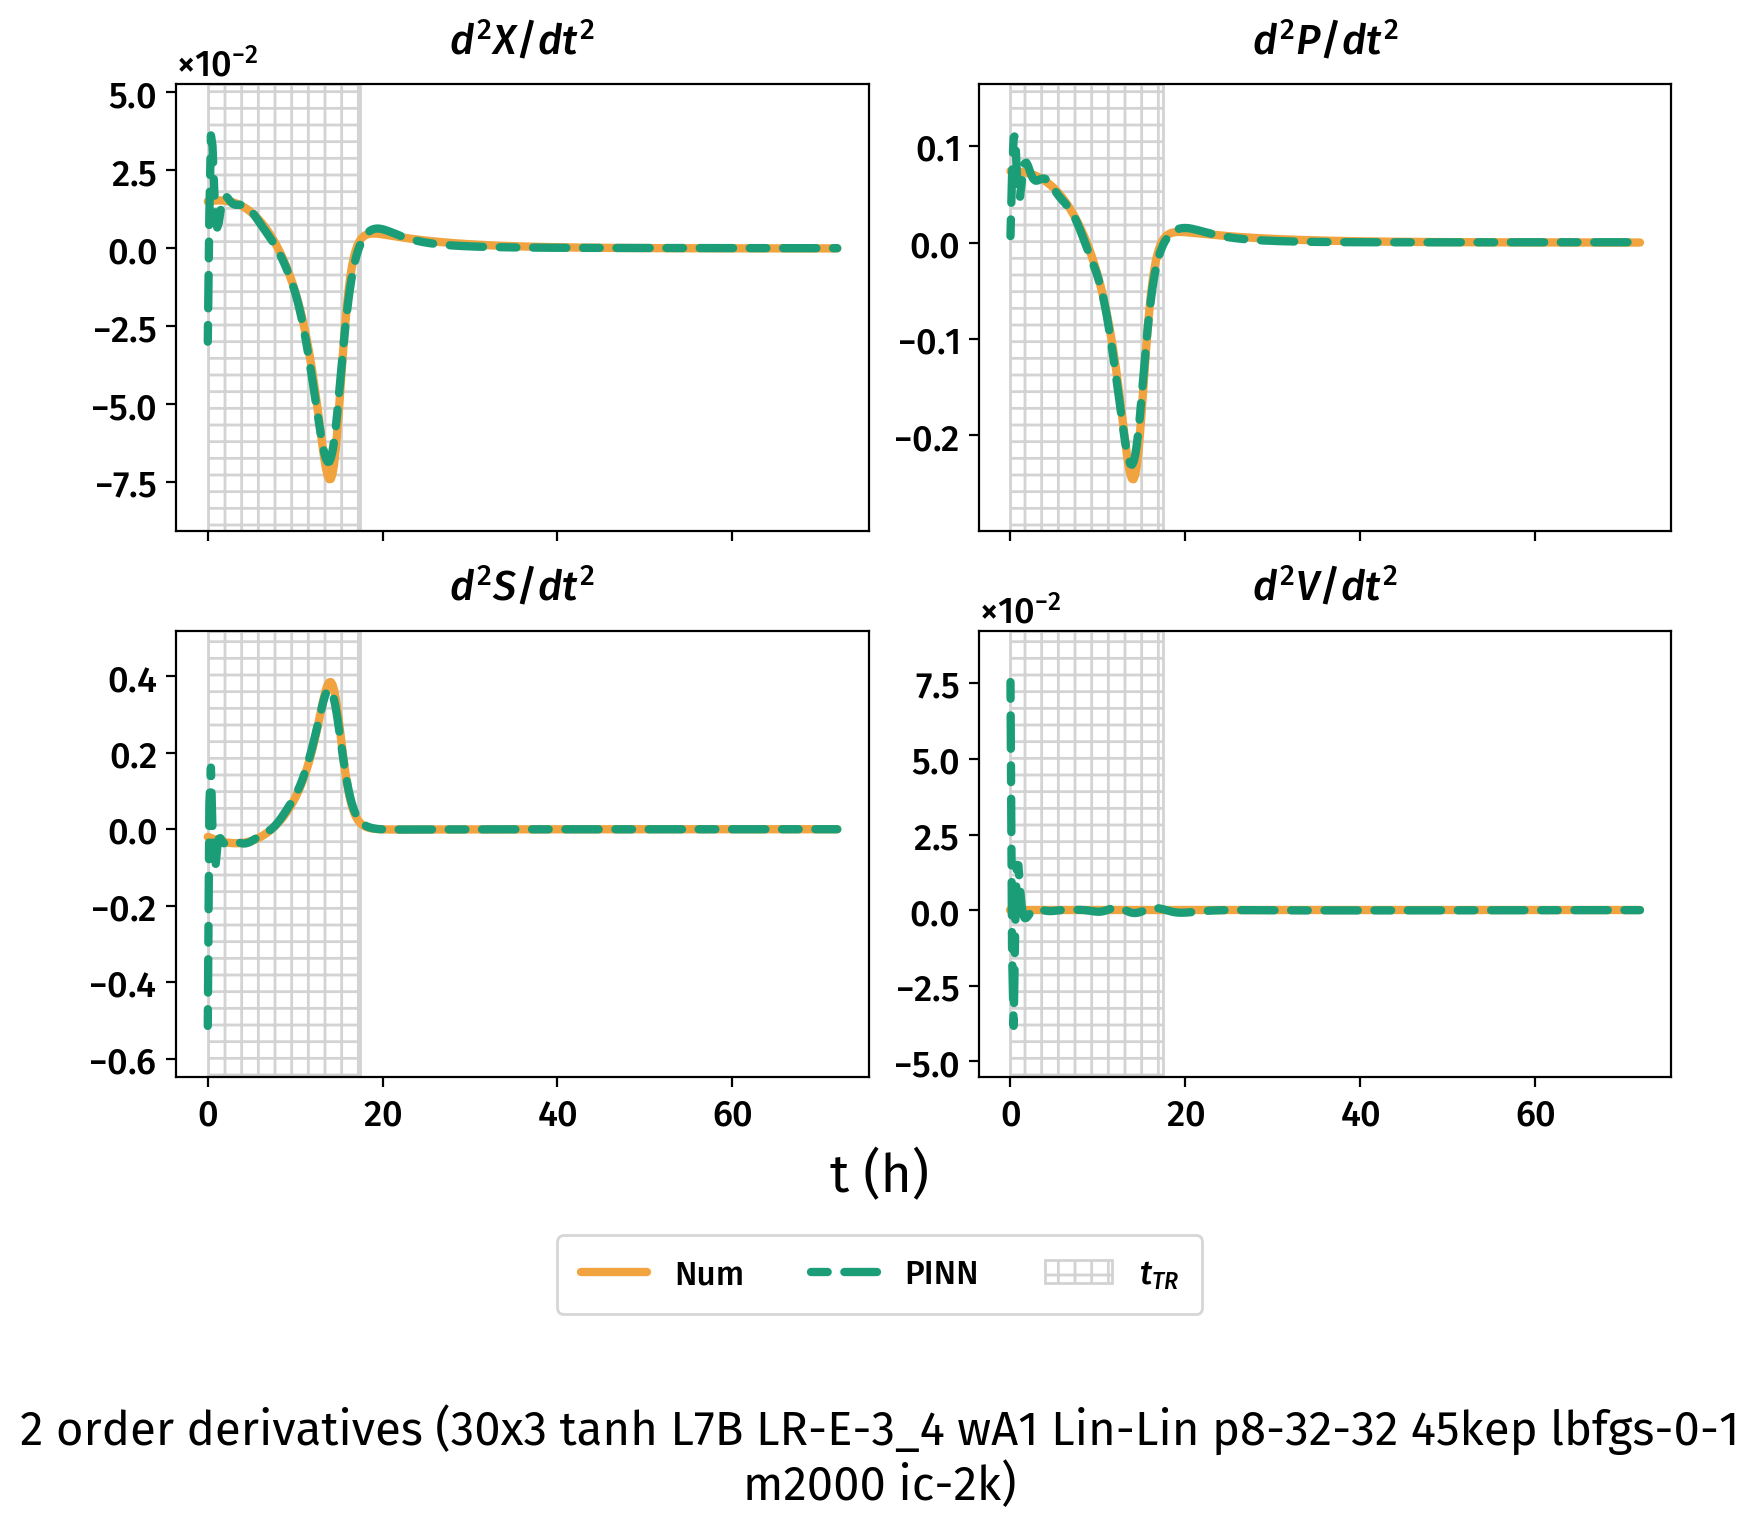 d²X/dt²
d²P/dt²
×10⁻²
5.0
2.5
0.0
−2.5
−5.0
−7.5
0.1
0.0
−0.1
−0.2
d²S/dt²
d²V/dt²
0.4
0.2
0.0
−0.2
−0.4
−0.6
×10⁻²
7.5
5.0
2.5
0.0
−2.5
−5.0
0 20 40 60
0 20 40 60
t (h)
Num PINN t_TR
2 order derivatives (30x3 tanh L7B LR-E-3_4 wA1 Lin-Lin p8-32-32 45kep lbfgs-0-1
m2000 ic-2k)